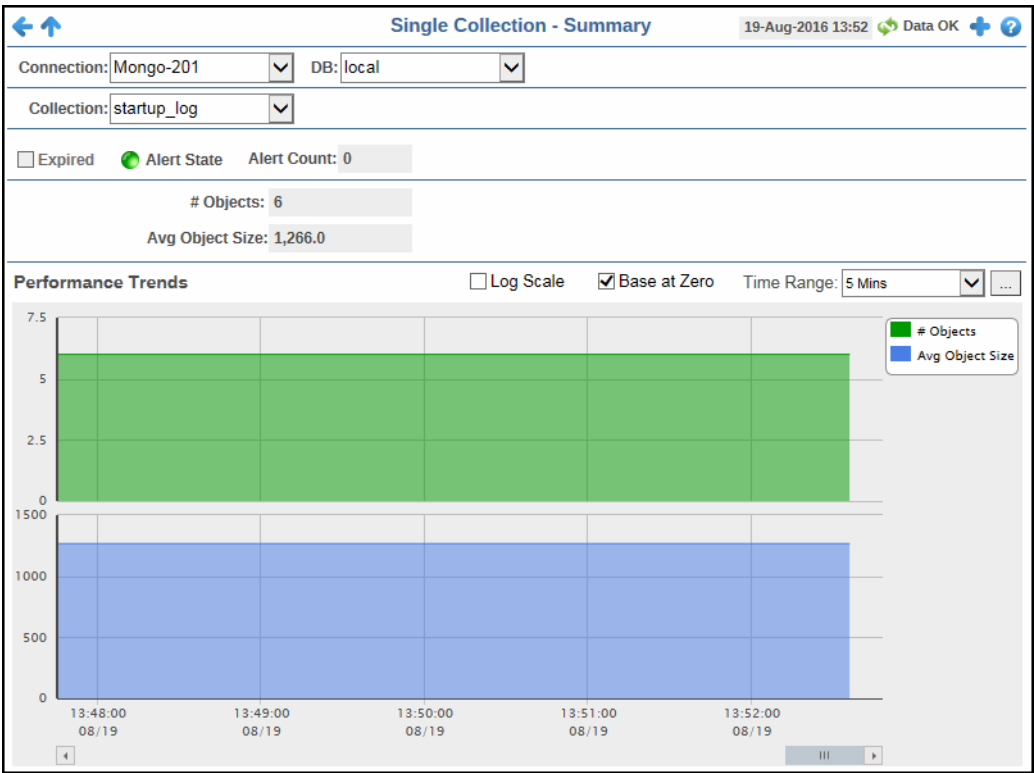 Single Collection - Summary 19-Aug-2016 13:52 Data OK
Connection: Mongo-201 DB: local
Collection: startup_log
Expired Alert State Alert Count: 0
# Objects: 6
Avg Object Size: 1,266.0
Performance Trends Log Scale Base at Zero Time Range: 5 Mins ...
7.5
# Objects
Avg Object Size
5
2.5
0
1500
1000
500
0
13:48:00 13:49:00 13:50:00 13:51:00 13:52:00
08/19 08/19 08/19 08/19 08/19